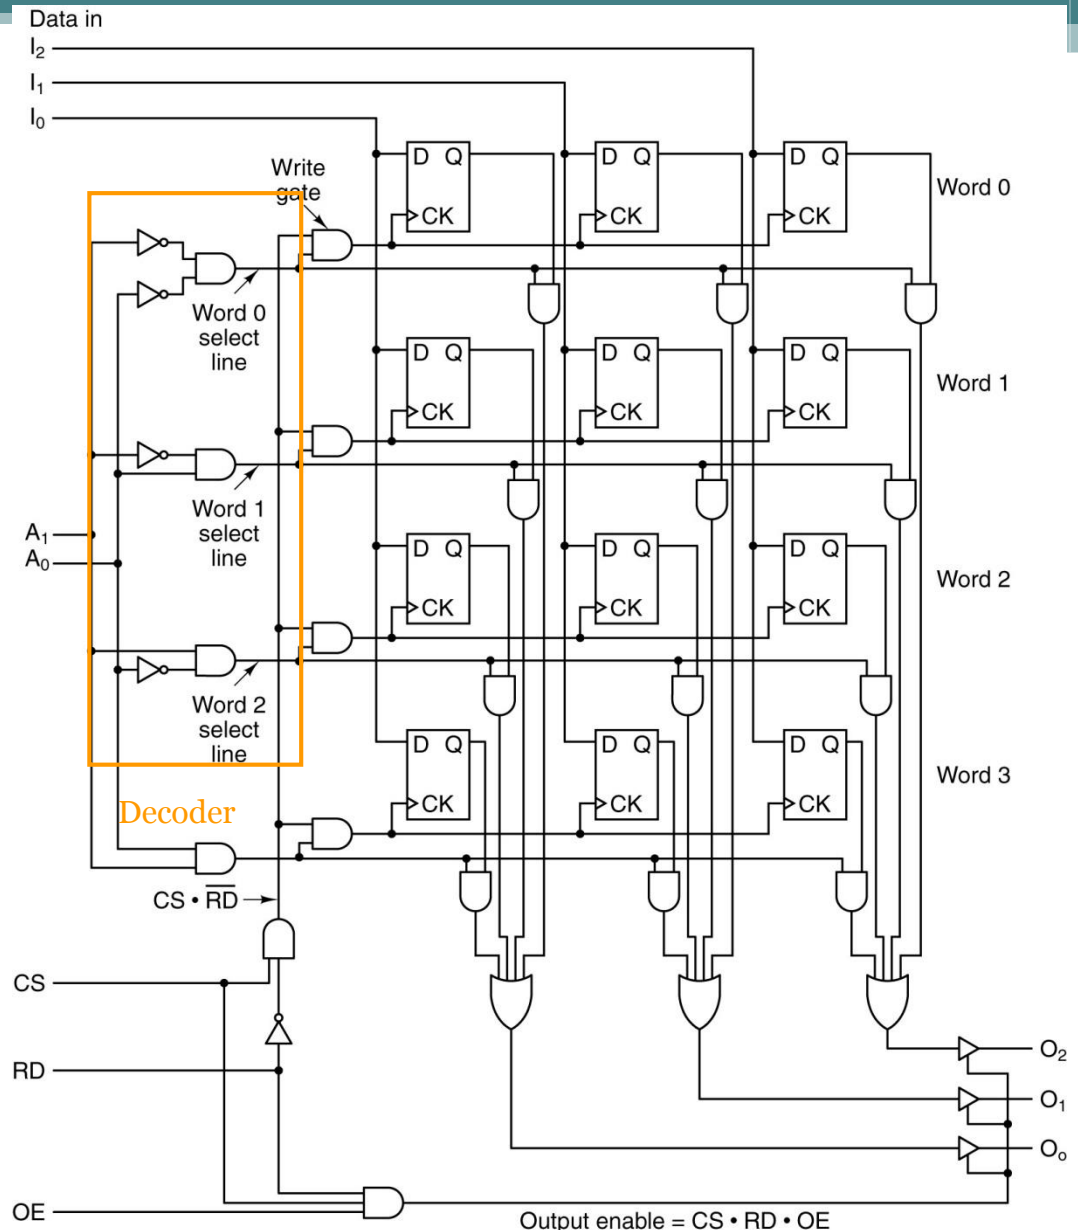 Data in
I₂
I₁
I₀
Write
gate
D Q
CK
D Q
CK
D Q
CK
Word 0
Word 0
select
line
D Q
CK
D Q
CK
D Q
CK
Word 1
Word 1
select
line
A₁
A₀
D Q
CK
D Q
CK
D Q
CK
Word 2
Word 2
select
line
D Q
CK
D Q
CK
D Q
CK
Word 3
Decoder
CS • R̅D̅
CS
RD
OE
O₂
O₁
Oₒ
Output enable = CS • RD • OE